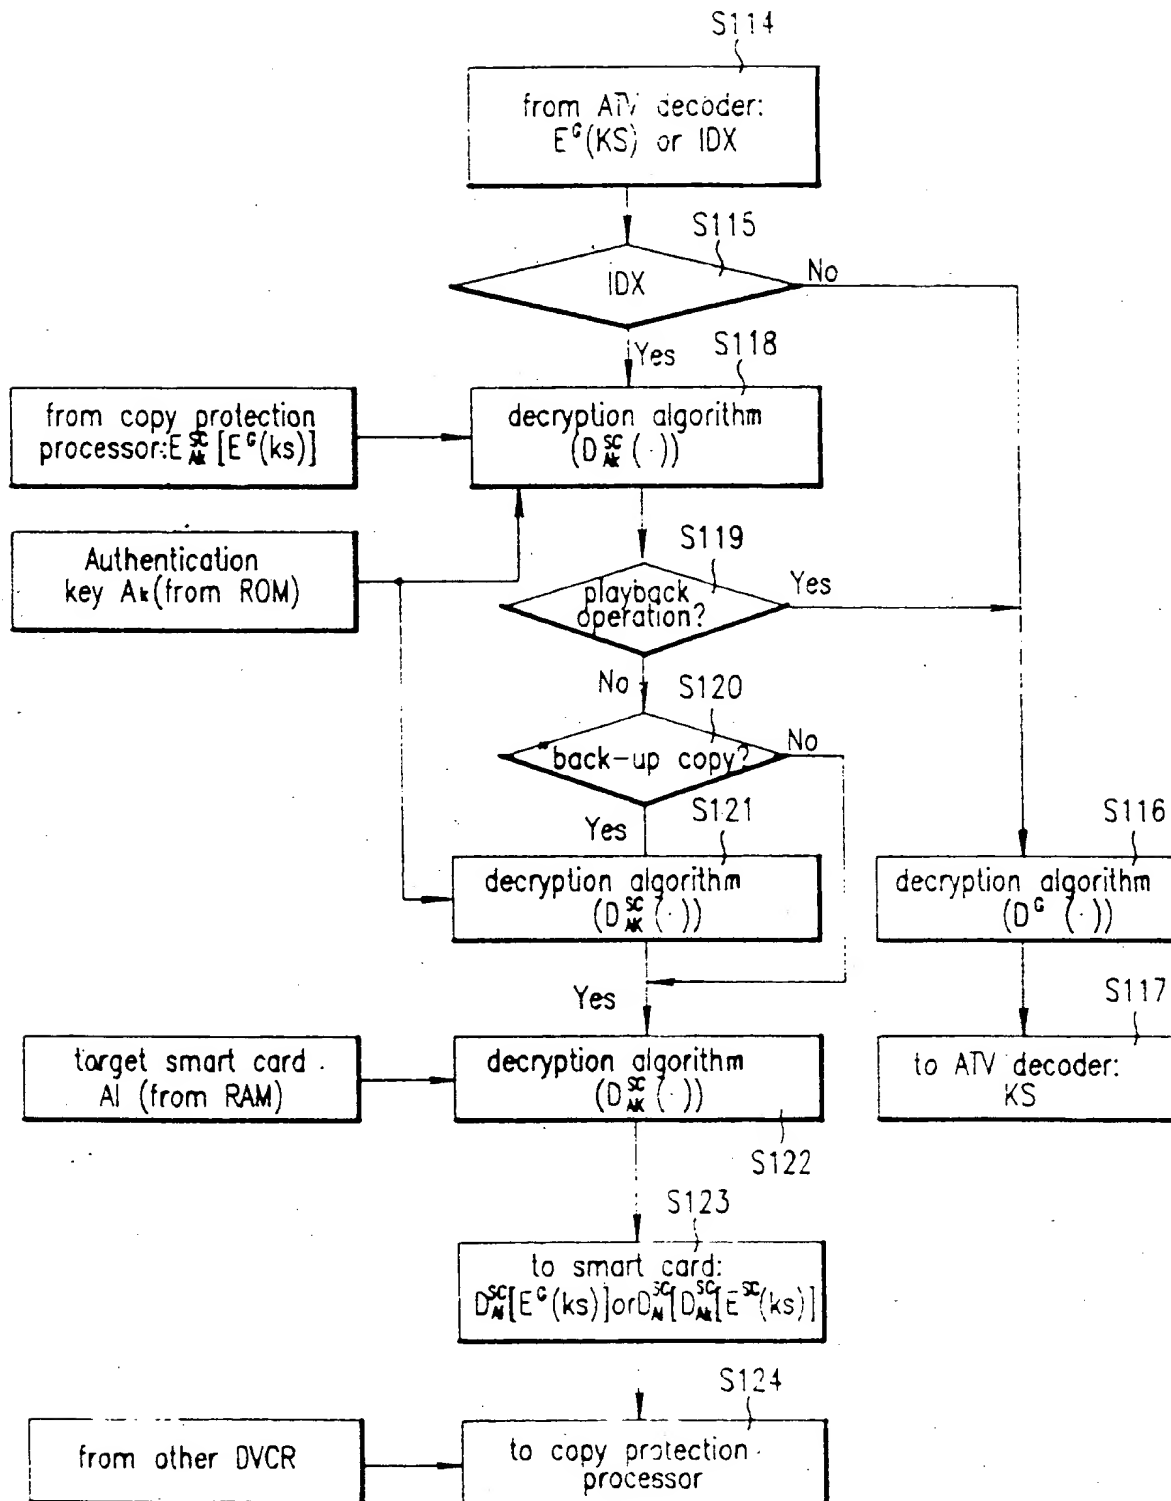 S114
from ATV decoder:
E^G(KS) or IDX
S115
IDX
No
Yes
S118
from copy protection
processor:E^SC_Ak[E^G(ks)]
decryption algorithm
(D^SC_Ak(·))
Authentication
key Ak(from ROM)
S119
playback
operation?
Yes
No
S120
back-up copy?
No
Yes
S121
decryption algorithm
(D^SC_AK(·))
S116
decryption algorithm
(D^G(·))
Yes
S117
target smart card
AI (from RAM)
decryption algorithm
(D^SC_AK(·))
to ATV decoder:
KS
S122
S123
to smart card:
D^SC_AI[E^G(ks)]orD^SC_AI[D^SC_Ak[E^SC(ks)]
S124
from other DVCR
to copy protection
processor